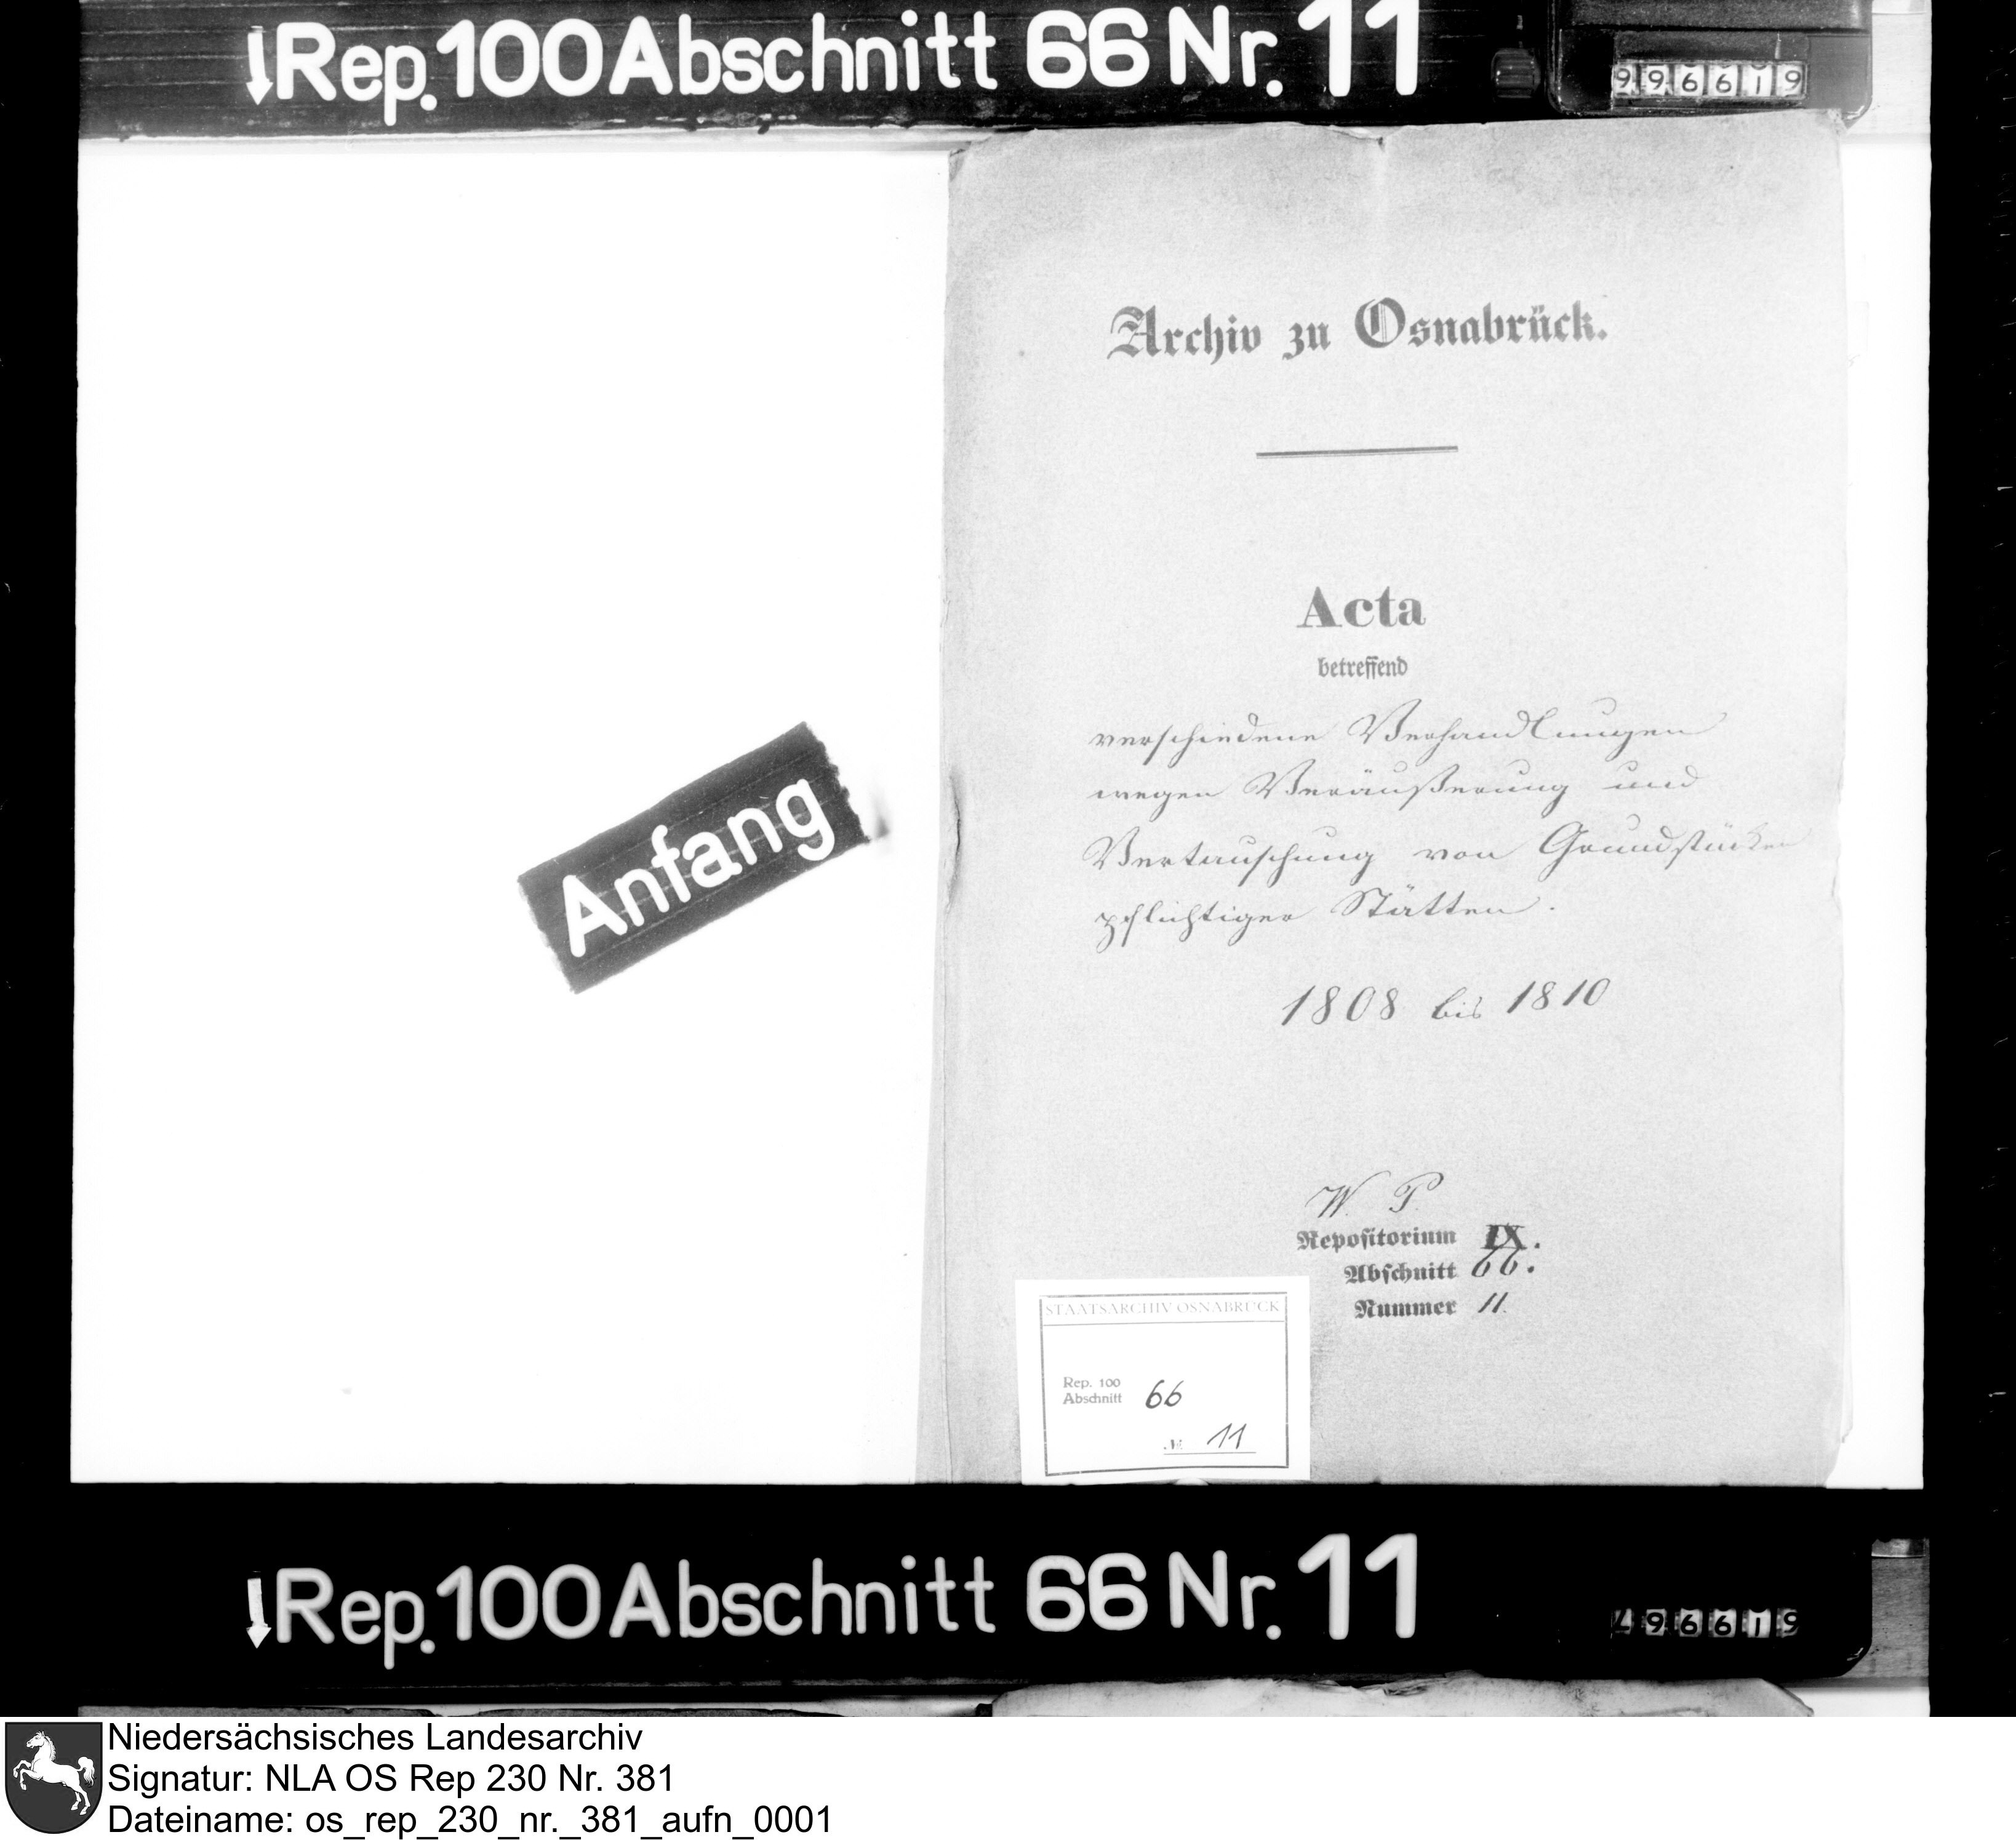 Rep. 100 Abschnitt 66 Nr. 11
996619
Archiv zu Osnabrück.
Acta
betreffend
verschiedene Verhandlungen
wegen Veräußerung und
Vertauschung von Grundstücken
pflichtiger Stätten.
1808 bis 1810
Anfang
W. P.
Repositorium IX.
Abschnitt 66.
Nummer 11.
STAATSARCHIV OSNABRÜCK
Rep. 100
Abschnitt 66
№ 11
Rep. 100 Abschnitt 66 Nr. 11
96619
Niedersächsisches Landesarchiv
Signatur: NLA OS Rep 230 Nr. 381
Dateiname: os_rep_230_nr._381_aufn_0001